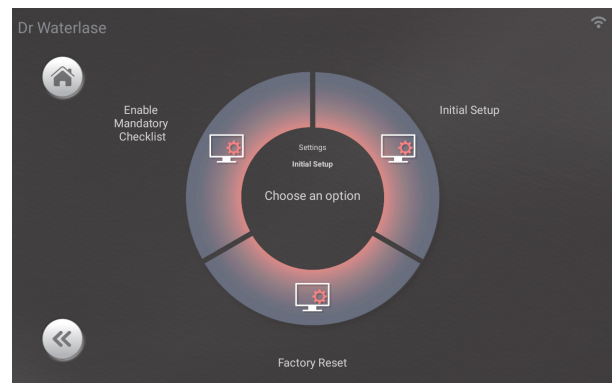 Dr Waterlase
Enable
Mandatory
Checklist
Initial Setup
Settings
Initial Setup
Choose an option
Factory Reset